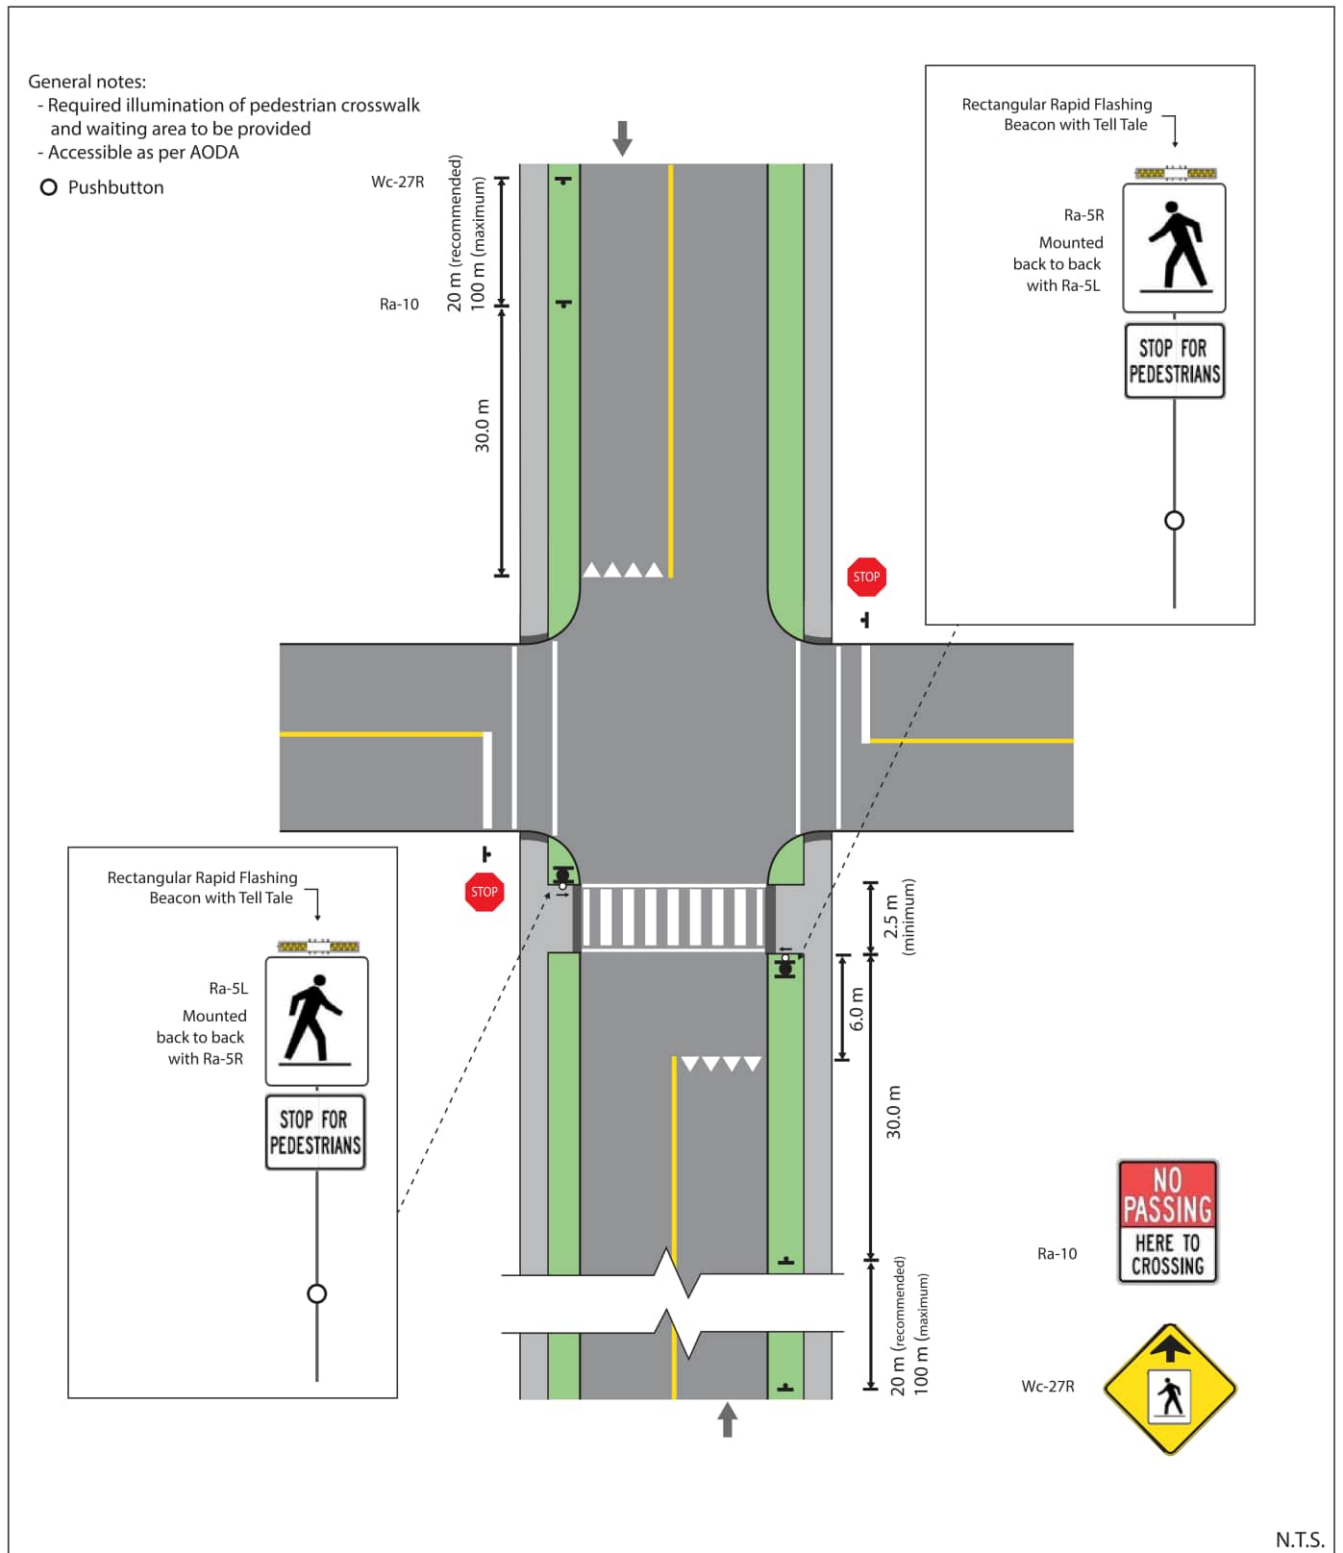 General notes:
- Required illumination of pedestrian crosswalk
and waiting area to be provided
- Accessible as per AODA
Pushbutton
Wc-27R
20 m (recommended)
100 m (maximum)
Ra-10
30.0 m
Rectangular Rapid Flashing
Beacon with Tell Tale
Ra-5R
Mounted
back to back
with Ra-5L
STOP FOR
PEDESTRIANS
STOP
STOP
Rectangular Rapid Flashing
Beacon with Tell Tale
Ra-5L
Mounted
back to back
with Ra-5R
STOP FOR
PEDESTRIANS
2.5 m
(minimum)
6.0 m
30.0 m
20 m (recommended)
100 m (maximum)
Ra-10
NO
PASSING
HERE TO
CROSSING
Wc-27R
N.T.S.